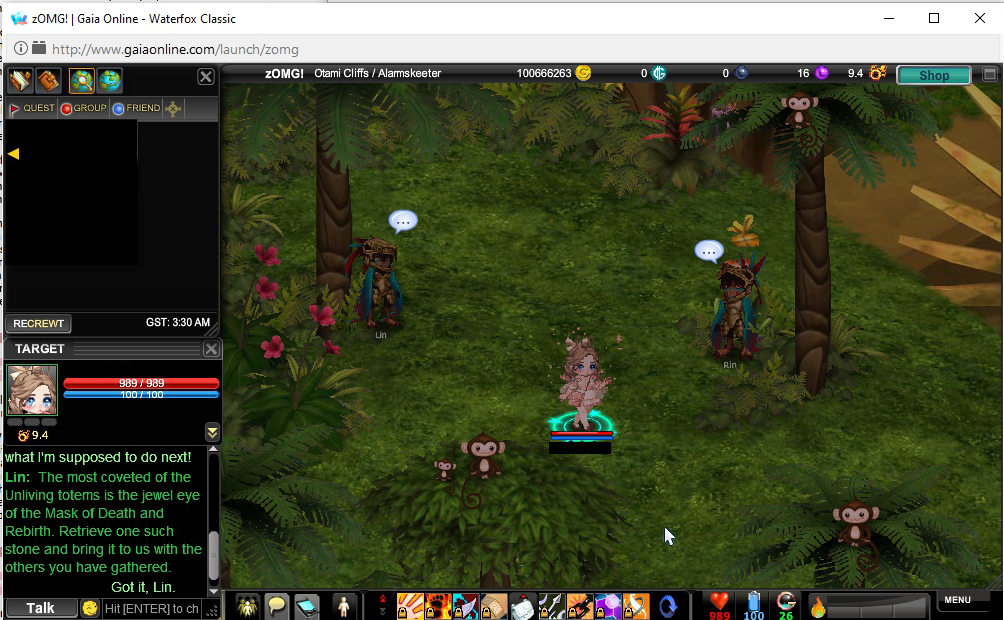 zOMG! | Gaia Online - Waterfox Classic
http://www.gaiaonline.com/launch/zomg
zOMG! Otami Cliffs / Alamskeeter 100666263 0 0 16 9.4 Shop
QUEST GROUP FRIEND
RECREWT GST: 3:30 AM
TARGET
989 / 989
100 / 100
9.4
what I'm supposed to do next!
Lin: The most coveted of the
Unliving totems is the jewel eye
of the Mask of Death and
Rebirth. Retrieve one such
stone and bring it to us with the
others you have gathered.
Got it, Lin.
Talk Hit [ENTER] to ch
...
Lin
...
Rin
989 100 26 MENU